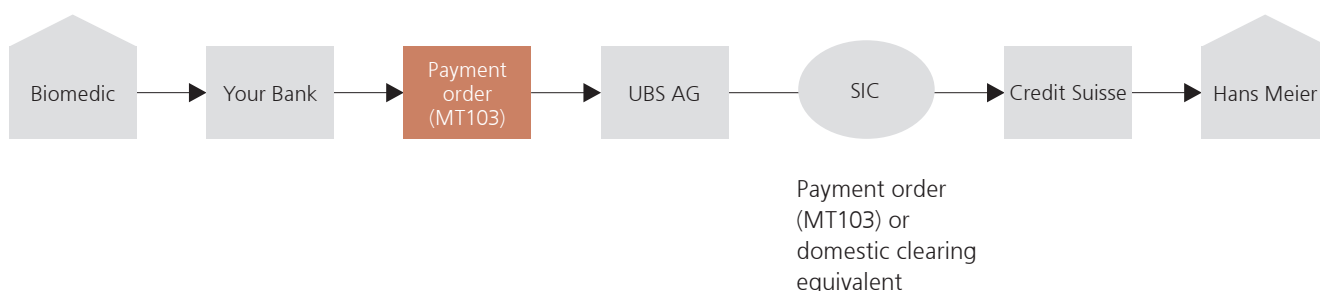 Biomedic
Your Bank
Payment
order
(MT103)
UBS AG
SIC
Credit Suisse
Hans Meier
Payment order
(MT103) or
domestic clearing
equivalent